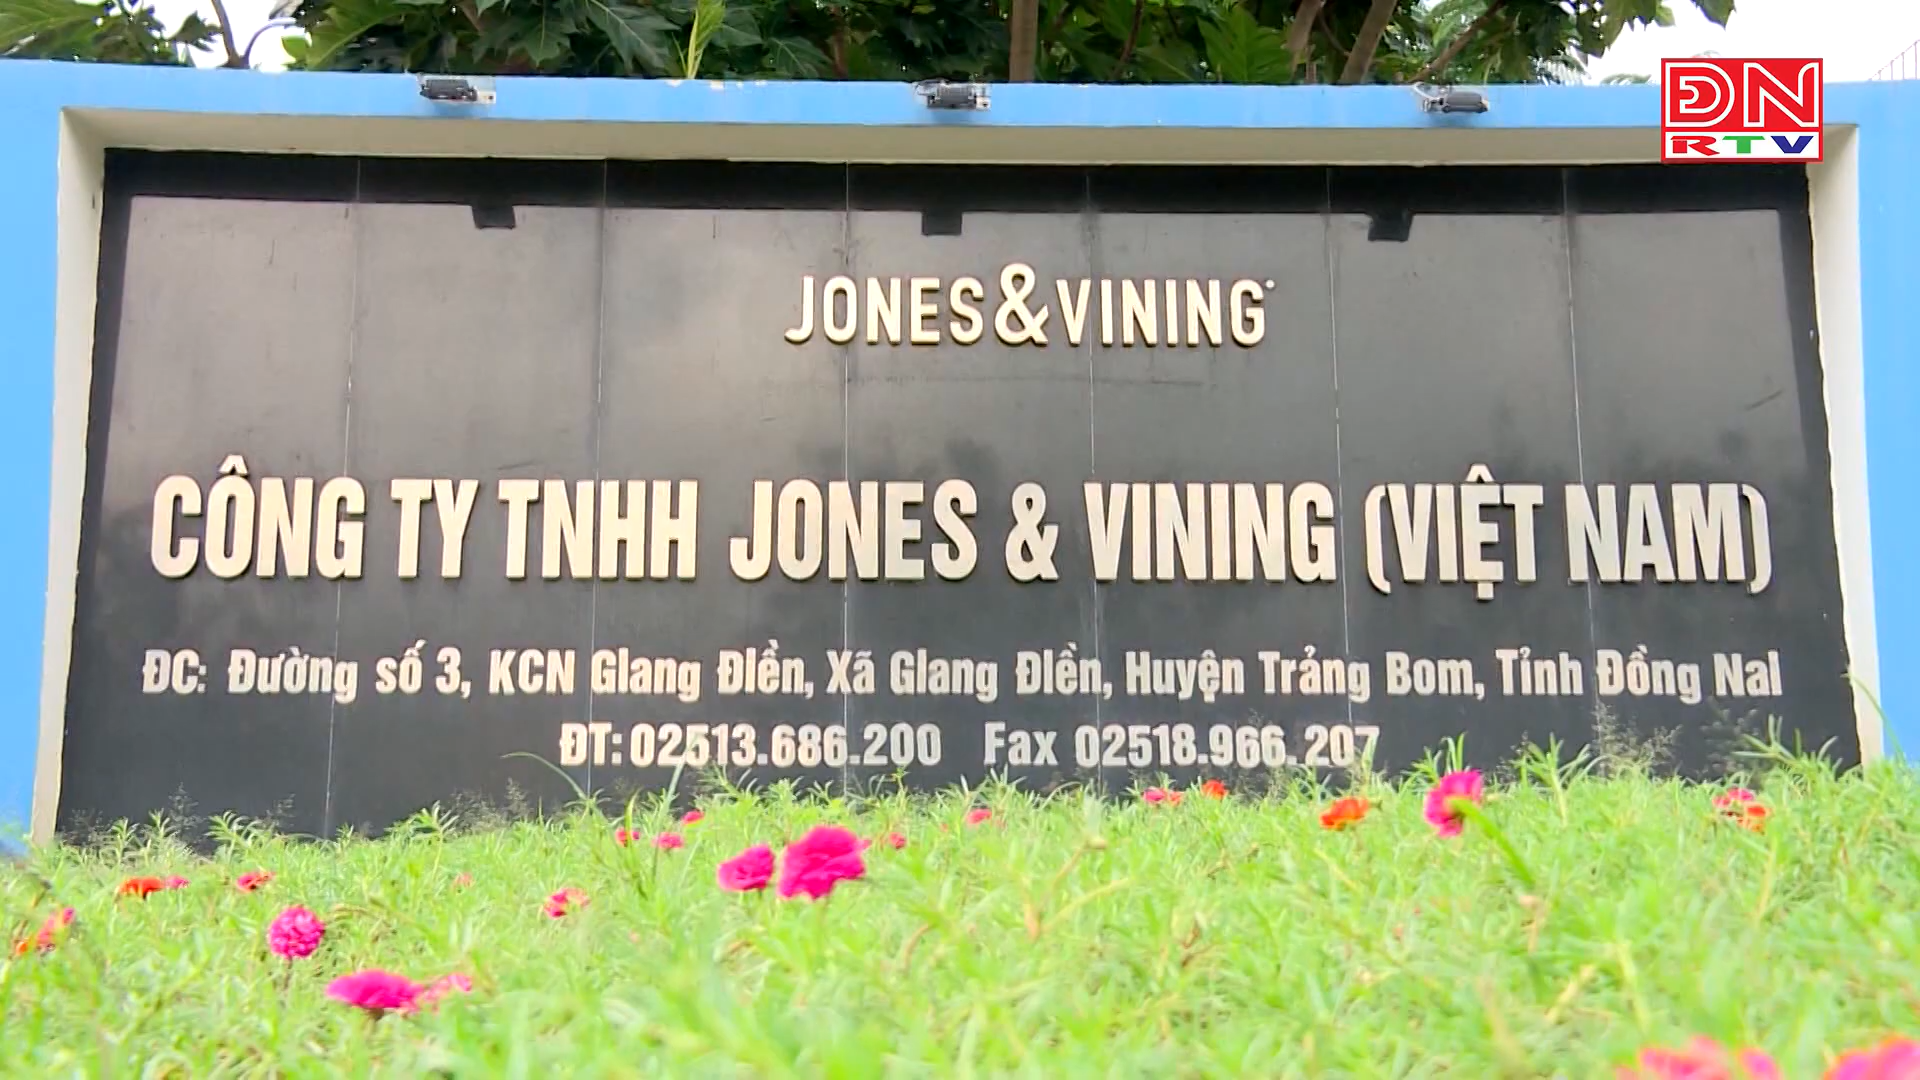 ĐN
RTV
JONES&VINING
CÔNG TY TNHH JONES & VINING (VIỆT NAM)
ĐC: Đường số 3, KCN Giang Điền, Xã Giang Điền, Huyện Trảng Bom, Tỉnh Đồng Nai
ĐT: 02513.686.200 Fax 02518.966.207